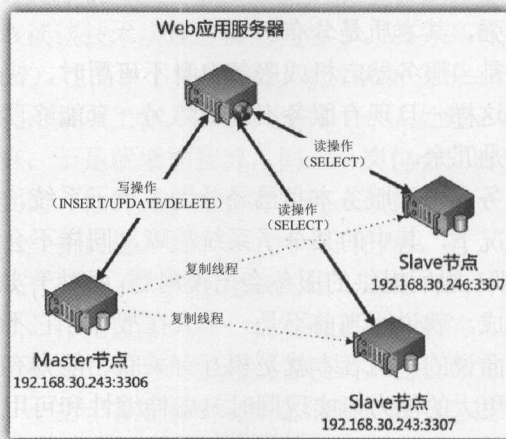 Web应用服务器
读操作
(SELECT)
写操作
(INSERT/UPDATE/DELETE)
读操作
(SELECT)
复制线程
Slave节点
192.168.30.246:3307
复制线程
Master节点
192.168.30.243:3306
Slave节点
192.168.30.243:3307